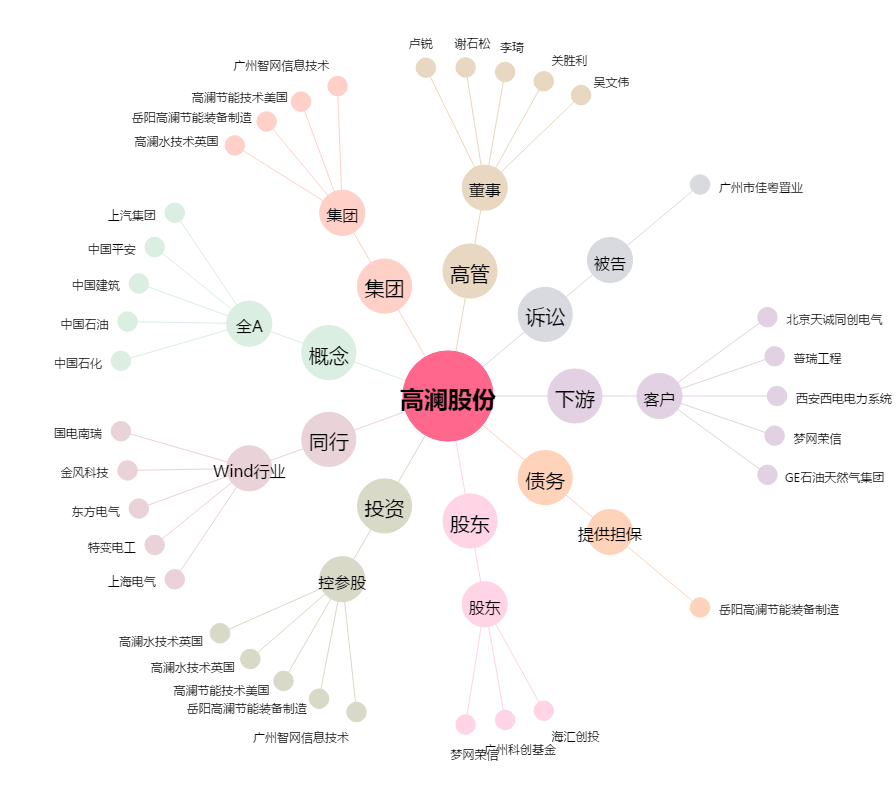 卢锐
谢石松
李琦
关胜利
吴文伟
董事
高管
广州智网信息技术
高澜节能技术美国
岳阳高澜节能装备制造
高澜水技术英国
集团
集团
上汽集团
中国平安
中国建筑
中国石油
中国石化
全A
概念
广州市佳粤置业
被告
诉讼
高澜股份
北京天诚同创电气
普瑞工程
西安西电电力系统
梦网荣信
GE石油天然气集团
客户
下游
国电南瑞
金风科技
东方电气
特变电工
上海电气
Wind行业
同行
债务
提供担保
岳阳高澜节能装备制造
投资
控参股
高澜水技术英国
高澜水技术英国
高澜节能技术美国
岳阳高澜节能装备制造
广州智网信息技术
股东
股东
梦网荣信
广州科创基金
海汇创投